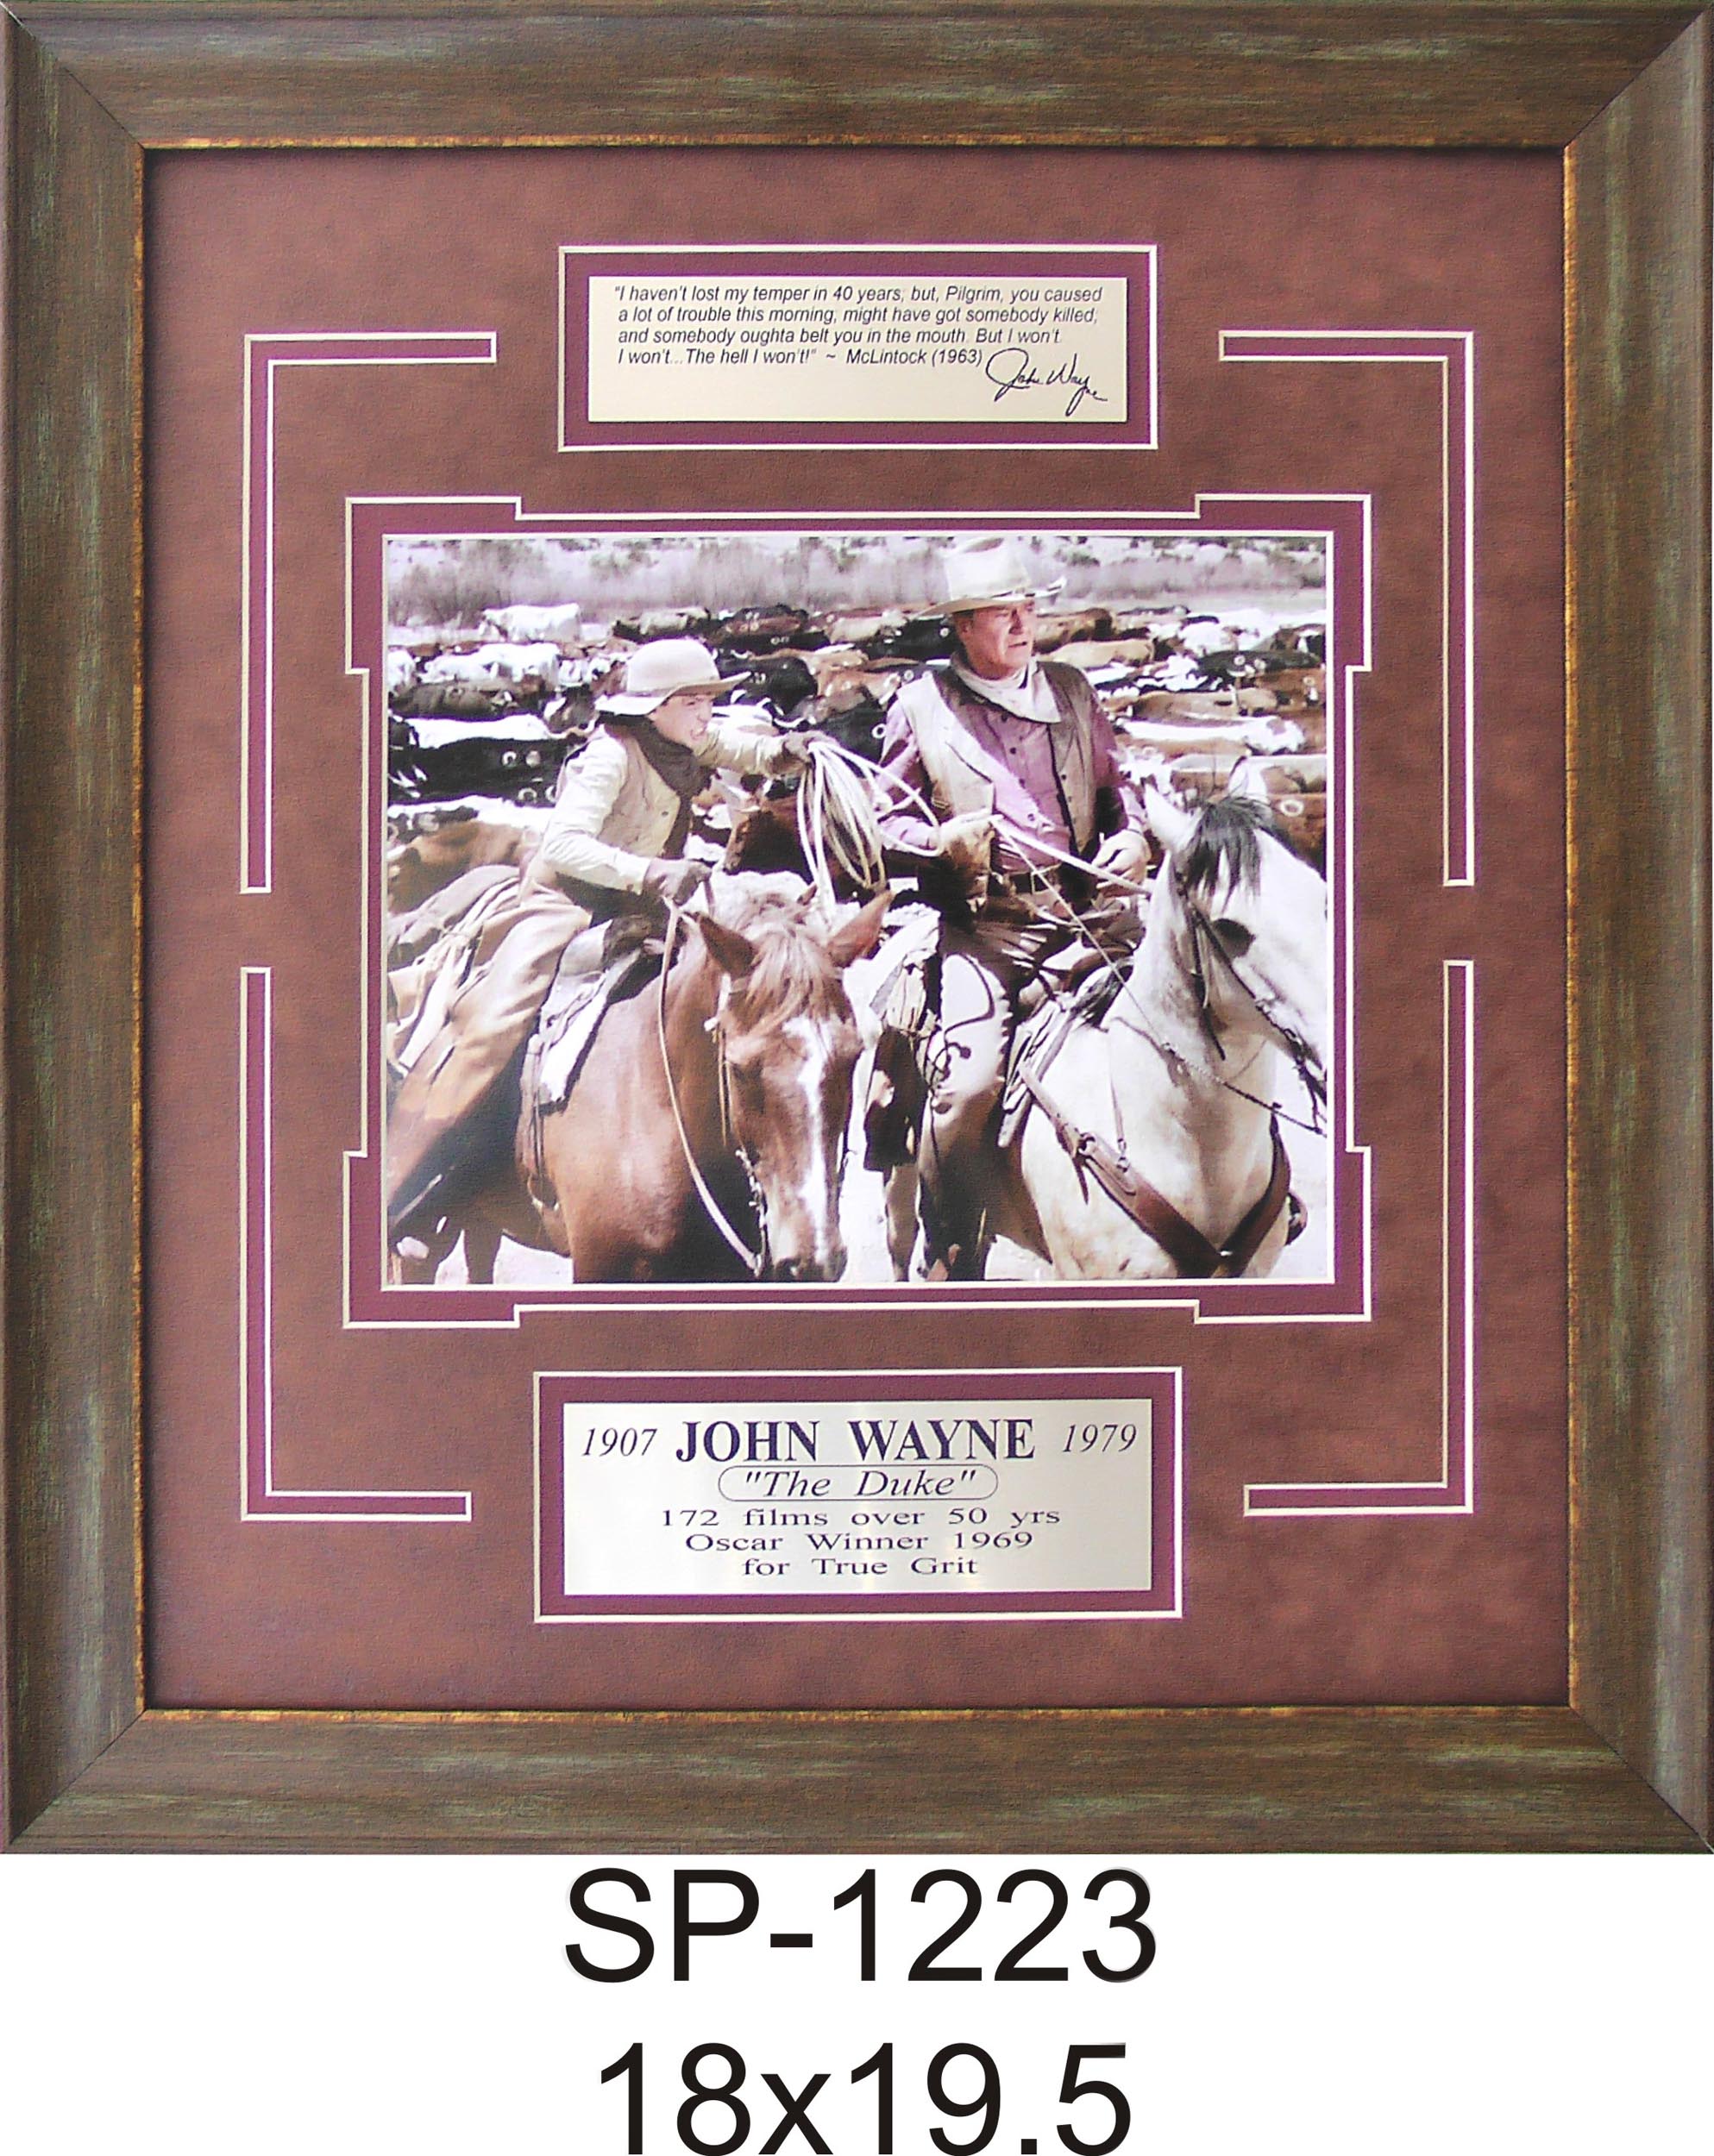 "I haven't lost my temper in 40 years; but, Pilgrim, you caused
a lot of trouble this morning; might have got somebody killed;
and somebody oughta belt you in the mouth. But I won't.
I won't...The hell I won't!" ~ McLintock (1963)
John Wayne
1907 JOHN WAYNE 1979
"The Duke"
172 films over 50 yrs
Oscar Winner 1969
for True Grit
SP-1223
18x19.5